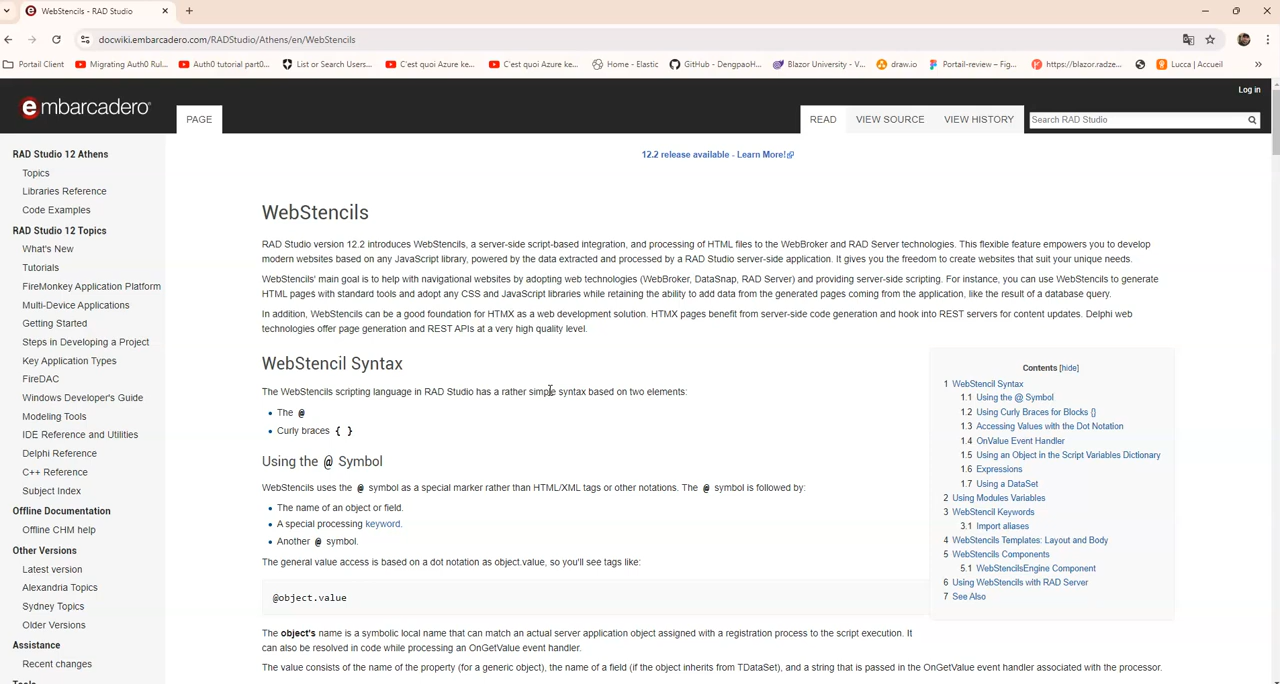 WebStencils - RAD Studio
docwiki.embarcadero.com/RADStudio/Athens/en/WebStencils
Portail Client
Migrating Auth0 Rul...
Auth0 tutorial part0...
List or Search Users...
C'est quoi Azure ke...
C'est quoi Azure ke...
Home - Elastic
GitHub - DengpaoH...
Blazor University - V...
draw.io
Portail-review – Fig...
https://blazor.radze...
Lucca | Accueil
Log in
embarcadero
PAGE
READ
VIEW SOURCE
VIEW HISTORY
Search RAD Studio
RAD Studio 12 Athens
Topics
Libraries Reference
Code Examples
RAD Studio 12 Topics
What's New
Tutorials
FireMonkey Application Platform
Multi-Device Applications
Getting Started
Steps in Developing a Project
Key Application Types
FireDAC
Windows Developer's Guide
Modeling Tools
IDE Reference and Utilities
Delphi Reference
C++ Reference
Subject Index
Offline Documentation
Offline CHM help
Other Versions
Latest version
Alexandria Topics
Sydney Topics
Older Versions
Assistance
Recent changes
12.2 release available - Learn More!
WebStencils
RAD Studio version 12.2 introduces WebStencils, a server-side script-based integration, and processing of HTML files to the WebBroker and RAD Server technologies. This flexible feature empowers you to develop
modern websites based on any JavaScript library, powered by the data extracted and processed by a RAD Studio server-side application. It gives you the freedom to create websites that suit your unique needs.
WebStencils' main goal is to help with navigational websites by adopting web technologies (WebBroker, DataSnap, RAD Server) and providing server-side scripting. For instance, you can use WebStencils to generate
HTML pages with standard tools and adopt any CSS and JavaScript libraries while retaining the ability to add data from the generated pages coming from the application, like the result of a database query.
In addition, WebStencils can be a good foundation for HTMX as a web development solution. HTMX pages benefit from server-side code generation and hook into REST servers for content updates. Delphi web
technologies offer page generation and REST APIs at a very high quality level.
WebStencil Syntax
The WebStencils scripting language in RAD Studio has a rather simple syntax based on two elements:
• The @
• Curly braces { }
Using the @ Symbol
WebStencils uses the @ symbol as a special marker rather than HTML/XML tags or other notations. The @ symbol is followed by:
• The name of an object or field.
• A special processing keyword.
• Another @ symbol.
The general value access is based on a dot notation as object.value, so you'll see tags like:
@object.value
The object's name is a symbolic local name that can match an actual server application object assigned with a registration process to the script execution. It
can also be resolved in code while processing an OnGetValue event handler.
The value consists of the name of the property (for a generic object), the name of a field (if the object inherits from TDataSet), and a string that is passed in the OnGetValue event handler associated with the processor.
Contents [hide]
1 WebStencil Syntax
1.1 Using the @ Symbol
1.2 Using Curly Braces for Blocks {}
1.3 Accessing Values with the Dot Notation
1.4 OnValue Event Handler
1.5 Using an Object in the Script Variables Dictionary
1.6 Expressions
1.7 Using a DataSet
2 Using Modules Variables
3 WebStencil Keywords
3.1 Import aliases
4 WebStencils Templates: Layout and Body
5 WebStencils Components
5.1 WebStencilsEngine Component
6 Using WebStencils with RAD Server
7 See Also